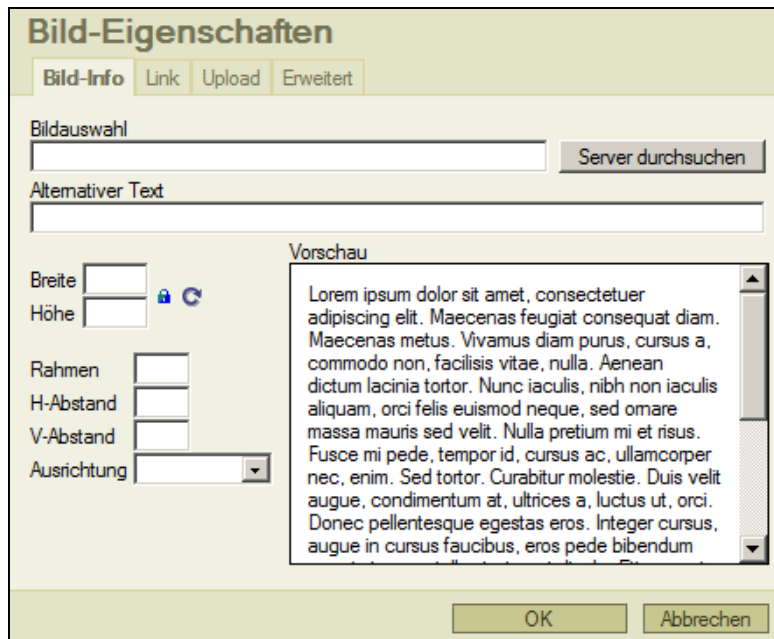 Bild-Eigenschaften
Bild-Info Link Upload Erweitert
Bildauswahl
Server durchsuchen
Alternativer Text
Vorschau
Breite
Höhe
Rahmen
H-Abstand
V-Abstand
Ausrichtung
Lorem ipsum dolor sit amet, consectetuer
adipiscing elit. Maecenas feugiat consequat diam.
Maecenas metus. Vivamus diam purus, cursus a,
commodo non, facilisis vitae, nulla. Aenean
dictum lacinia tortor. Nunc iaculis, nibh non iaculis
aliquam, orci felis euismod neque, sed ornare
massa mauris sed velit. Nulla pretium mi et risus.
Fusce mi pede, tempor id, cursus ac, ullamcorper
nec, enim. Sed tortor. Curabitur molestie. Duis velit
augue, condimentum at, ultrices a, luctus ut, orci.
Donec pellentesque egestas eros. Integer cursus,
augue in cursus faucibus, eros pede bibendum
OK Abbrechen